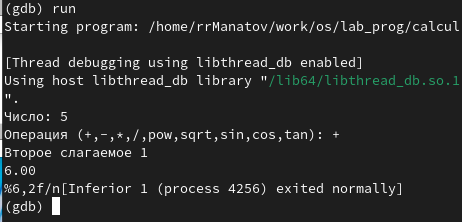 (gdb) run
Starting program: /home/rrManatov/work/os/lab_prog/calcul
[Thread debugging using libthread_db enabled]
Using host libthread_db library "/lib64/libthread_db.so.1
".
Число: 5
Операция (+,-,*,/,pow,sqrt,sin,cos,tan): +
Второе слагаемое 1
6.00
%6,2f/n[Inferior 1 (process 4256) exited normally]
(gdb)